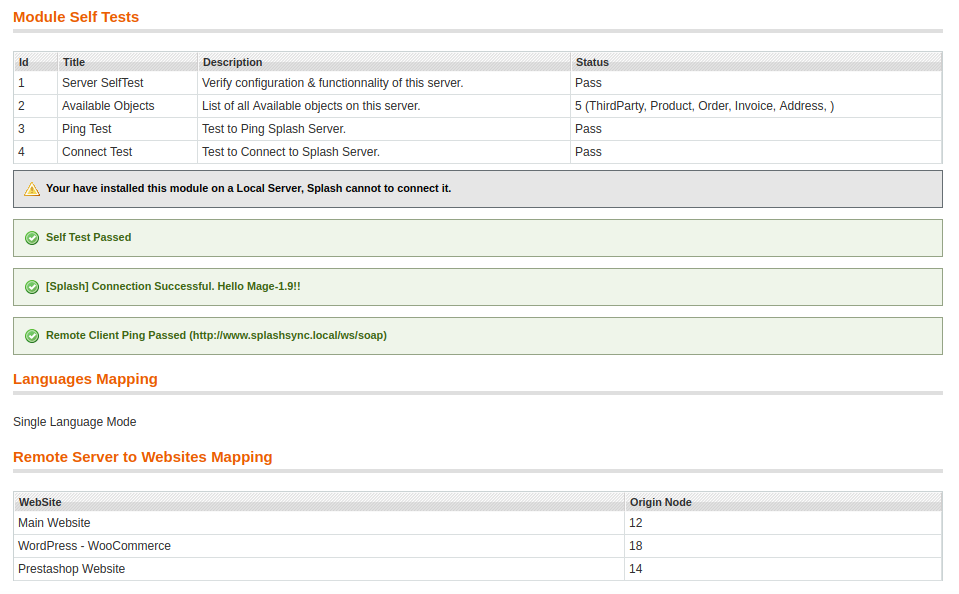 Module Self Tests
Id Title Description Status
1 Server SelfTest Verify configuration & functionnality of this server. Pass
2 Available Objects List of all Available objects on this server. 5 (ThirdParty, Product, Order, Invoice, Address, )
3 Ping Test Test to Ping Splash Server. Pass
4 Connect Test Test to Connect to Splash Server. Pass
Your have installed this module on a Local Server, Splash cannot to connect it.
Self Test Passed
[Splash] Connection Successful. Hello Mage-1.9!!
Remote Client Ping Passed (http://www.splashsync.local/ws/soap)
Languages Mapping
Single Language Mode
Remote Server to Websites Mapping
WebSite Origin Node
Main Website 12
WordPress - WooCommerce 18
Prestashop Website 14